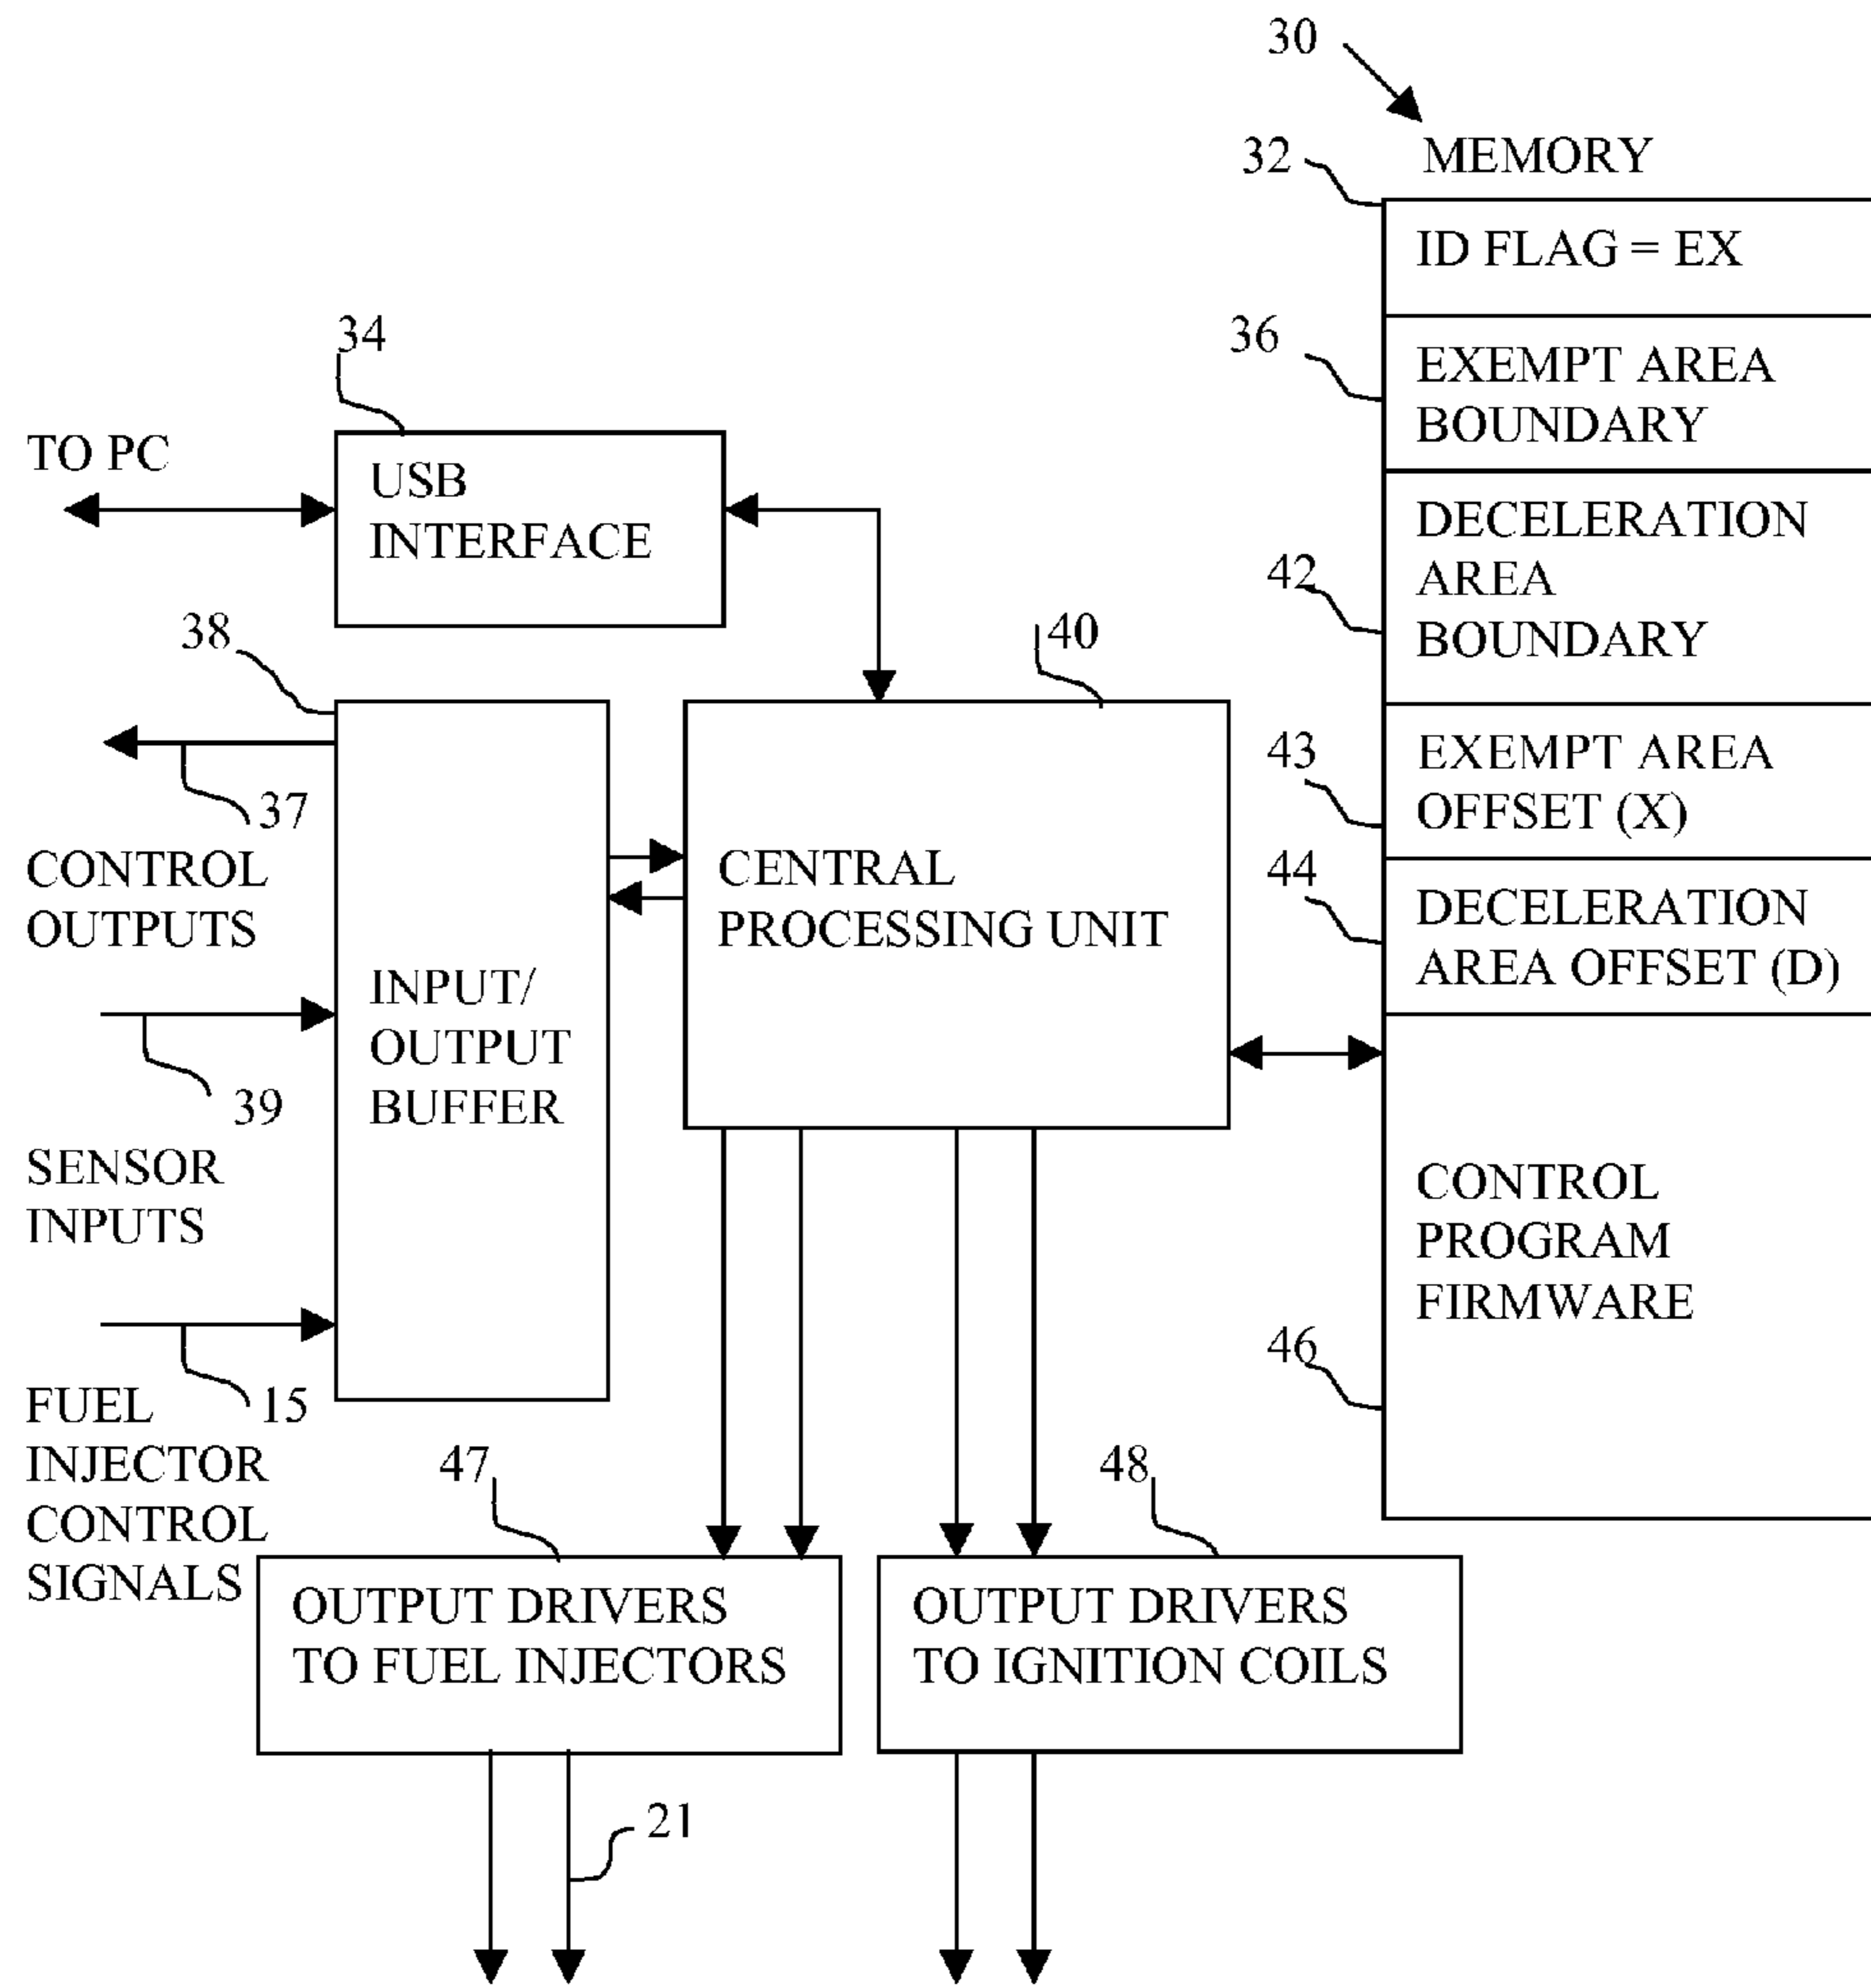 30
MEMORY
32
ID FLAG = EX
36
EXEMPT AREA
BOUNDARY
DECELERATION
AREA
BOUNDARY
42
EXEMPT AREA
OFFSET (X)
43
DECELERATION
AREA OFFSET (D)
44
CONTROL
PROGRAM
FIRMWARE
46
34
TO PC
USB
INTERFACE
38
40
37
CONTROL
OUTPUTS
CENTRAL
PROCESSING UNIT
INPUT/
OUTPUT
BUFFER
39
SENSOR
INPUTS
15
FUEL
INJECTOR
CONTROL
SIGNALS
47
48
OUTPUT DRIVERS
TO FUEL INJECTORS
OUTPUT DRIVERS
TO IGNITION COILS
21